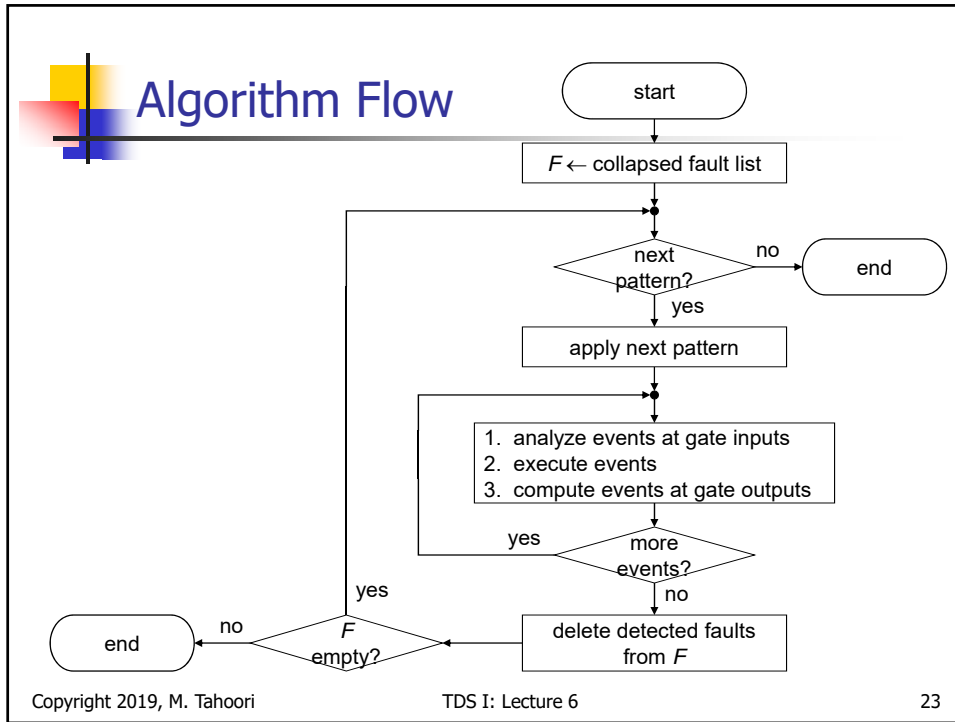 Algorithm Flow
start
F ← collapsed fault list
next
pattern?
no
end
yes
apply next pattern
1. analyze events at gate inputs
2. execute events
3. compute events at gate outputs
yes
more
events?
no
yes
delete detected faults
from F
F
empty?
no
end
Copyright 2019, M. Tahoori
TDS I: Lecture 6
23